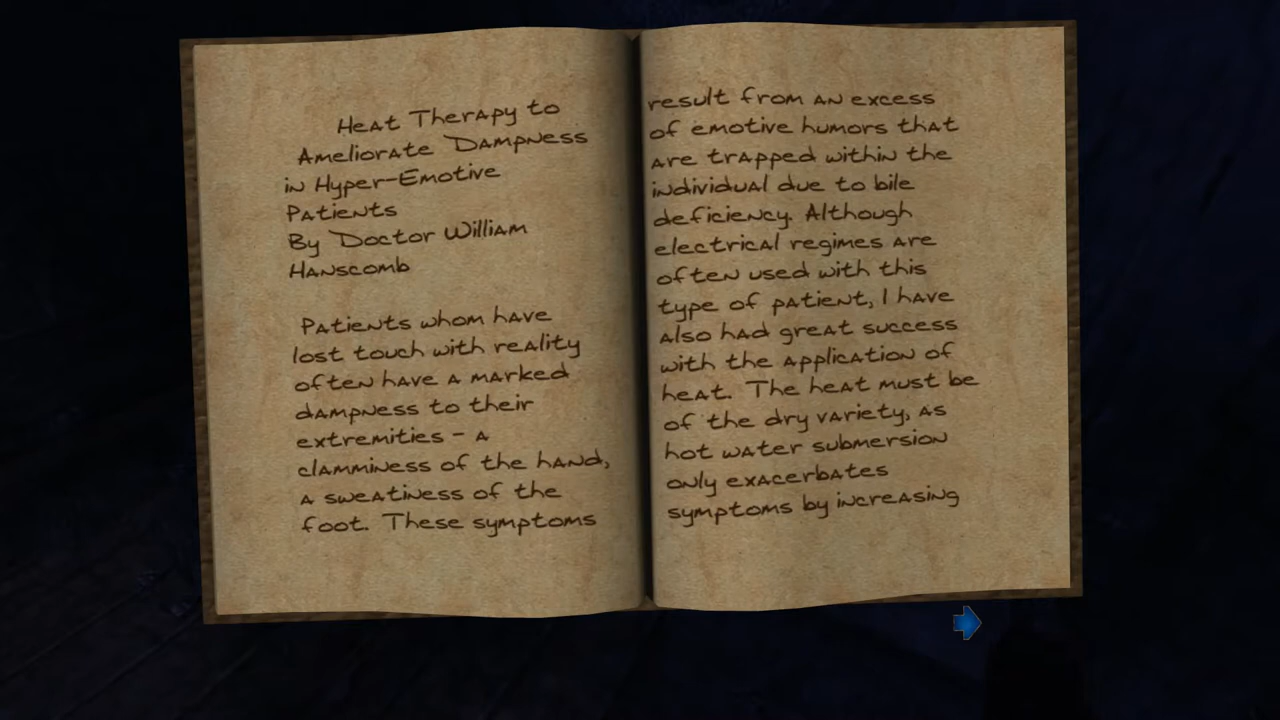 Heat Therapy to
Ameliorate Dampness
in Hyper-Emotive
Patients
By Doctor William
Hanscomb
Patients whom have
lost touch with reality
often have a marked
dampness to their
extremities - a
clamminess of the hand,
a sweatiness of the
foot. These symptoms
result from an excess
of emotive humors that
are trapped within the
individual due to bile
deficiency. Although
electrical regimes are
often used with this
type of patient, I have
also had great success
with the application of
heat. The heat must be
of the dry variety, as
hot water submersion
only exacerbates
symptoms by increasing